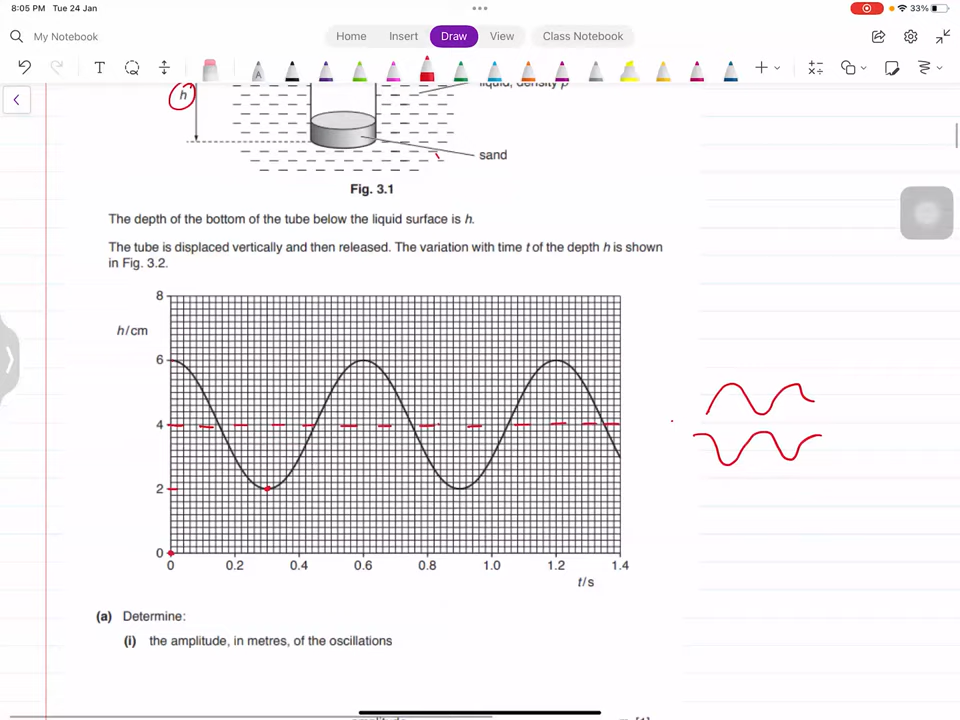 8:05 PM Tue 24 Jan
33%
My Notebook
Home Insert Draw View Class Notebook
h
liquid, density ρ
sand
Fig. 3.1
The depth of the bottom of the tube below the liquid surface is h.
The tube is displaced vertically and then released. The variation with time t of the depth h is shown
in Fig. 3.2.
8
h/cm
6
4
2
0
0 0.2 0.4 0.6 0.8 1.0 1.2 1.4
t/s
(a) Determine:
(i) the amplitude, in metres, of the oscillations
amplitude
m [1]